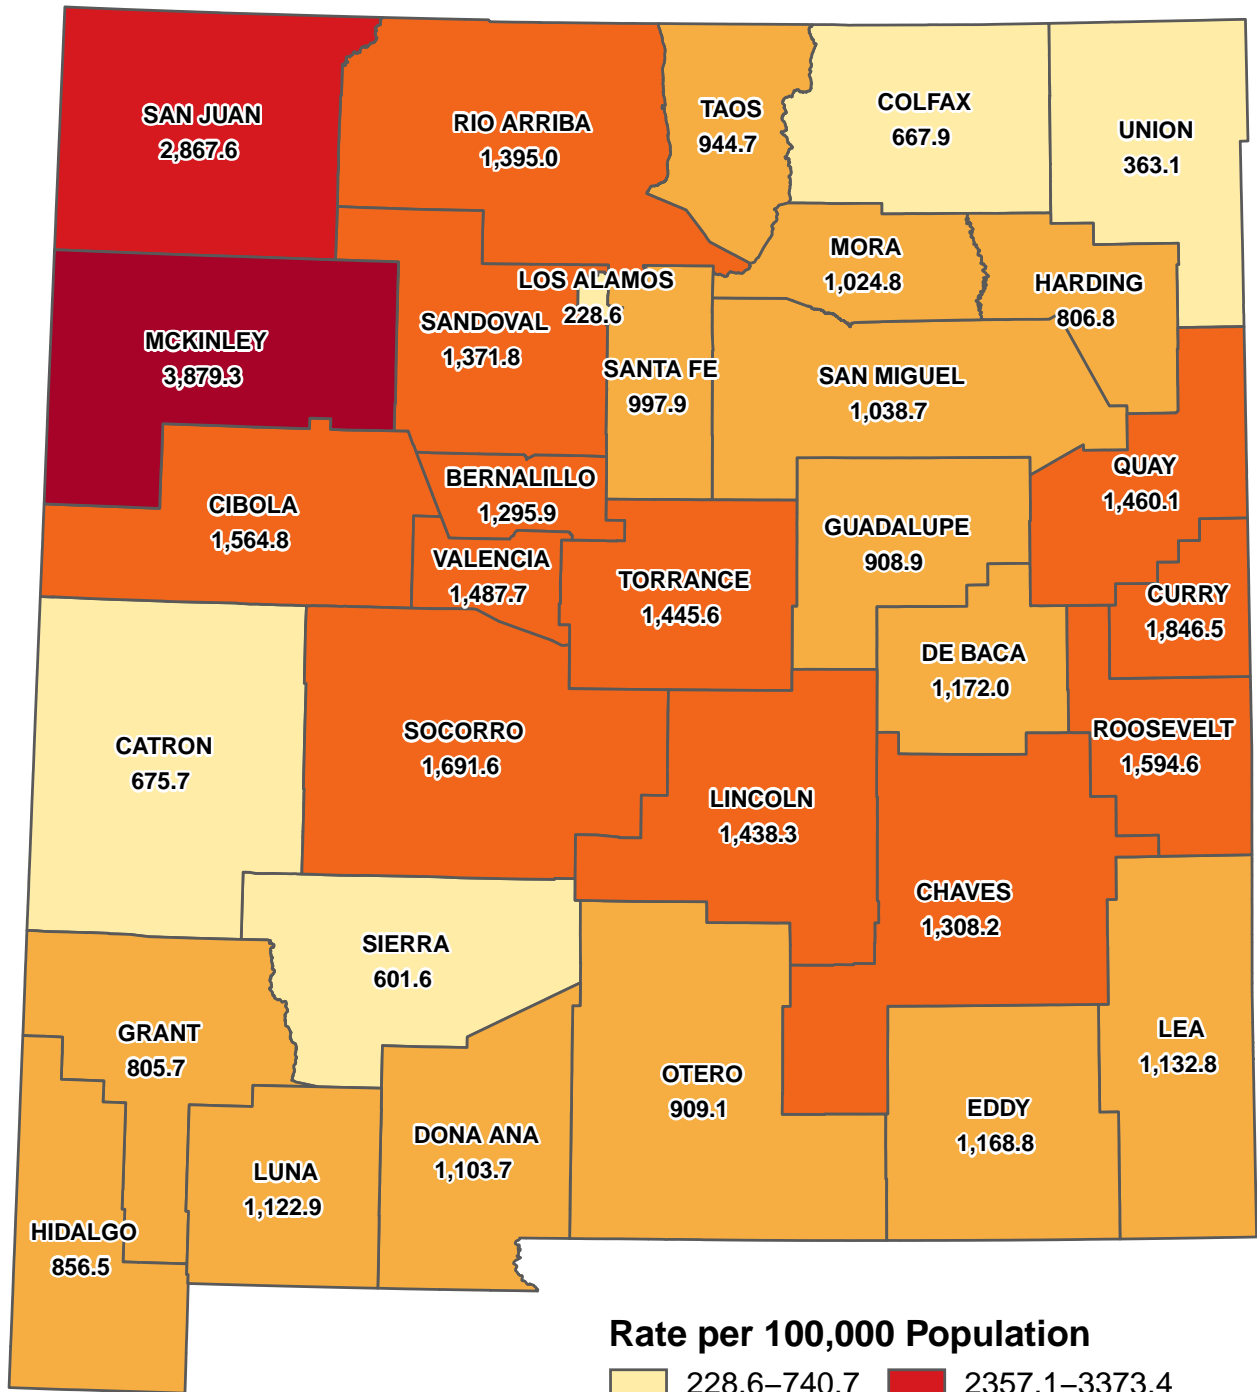 SAN JUAN
2,867.6
RIO ARRIBA
1,395.0
TAOS
944.7
COLFAX
667.9
UNION
363.1
MORA
1,024.8
HARDING
806.8
LOS ALAMOS
228.6
SANDOVAL
1,371.8
MCKINLEY
3,879.3
SANTA FE
997.9
SAN MIGUEL
1,038.7
QUAY
1,460.1
BERNALILLO
1,295.9
CIBOLA
1,564.8
GUADALUPE
908.9
VALENCIA
1,487.7
TORRANCE
1,445.6
CURRY
1,846.5
DE BACA
1,172.0
CATRON
675.7
SOCORRO
1,691.6
ROOSEVELT
1,594.6
LINCOLN
1,438.3
CHAVES
1,308.2
SIERRA
601.6
GRANT
805.7
LEA
1,132.8
OTERO
909.1
EDDY
1,168.8
DONA ANA
1,103.7
LUNA
1,122.9
HIDALGO
856.5
Rate per 100,000 Population
228.6–740.7 2357.1–3373.4